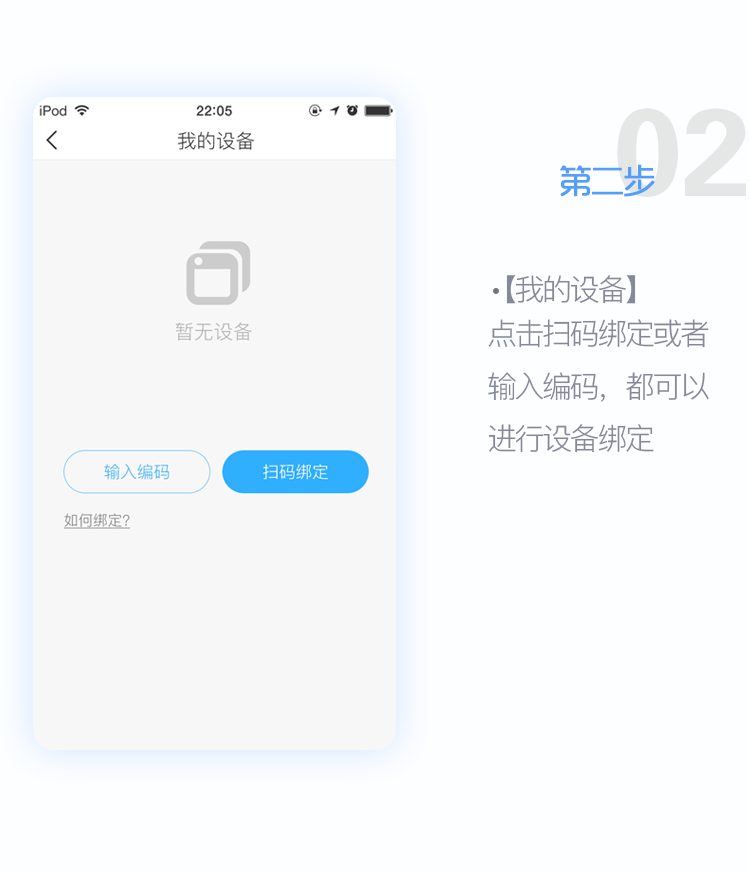 iPod
22:05
我的设备
暂无设备
输入编码
扫码绑定
如何绑定?
02
第二步
·【我的设备】
点击扫码绑定或者
输入编码，都可以
进行设备绑定